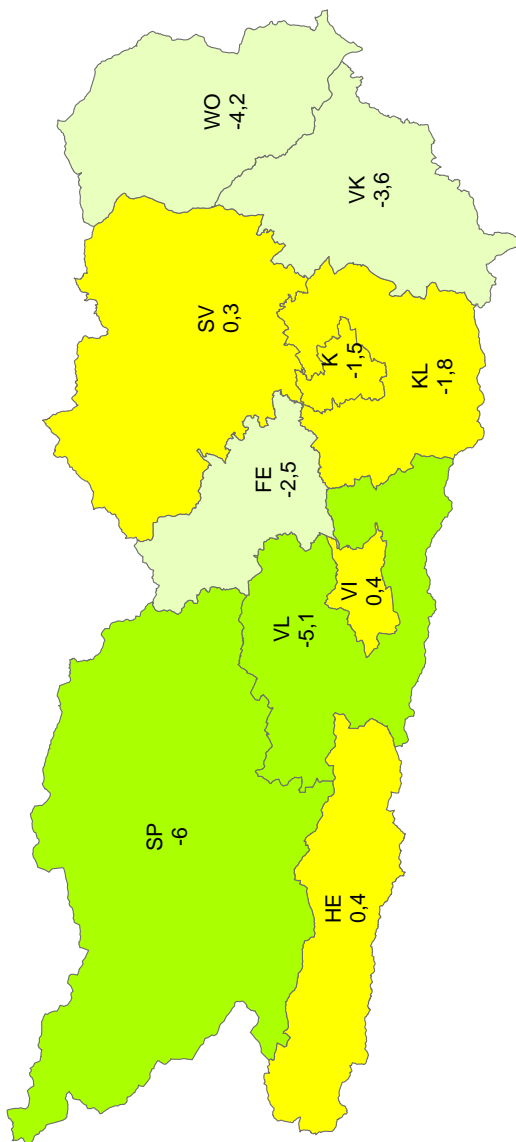 WO
-4,2
VK
-3,6
SV
0,3
K
-1,5
KL
-1,8
FE
-2,5
VI
0,4
VL
-5,1
SP
-6
HE
0,4